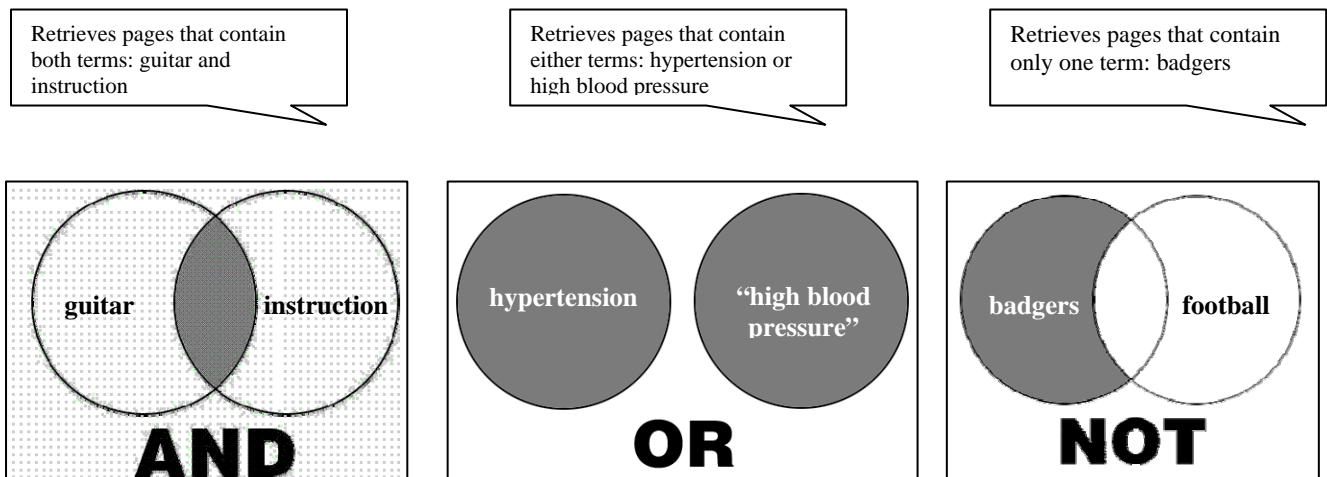 Retrieves pages that contain
both terms: guitar and
instruction
Retrieves pages that contain
either terms: hypertension or
high blood pressure
Retrieves pages that contain
only one term: badgers
guitar
instruction
AND
hypertension
“high blood
pressure”
OR
badgers
football
NOT